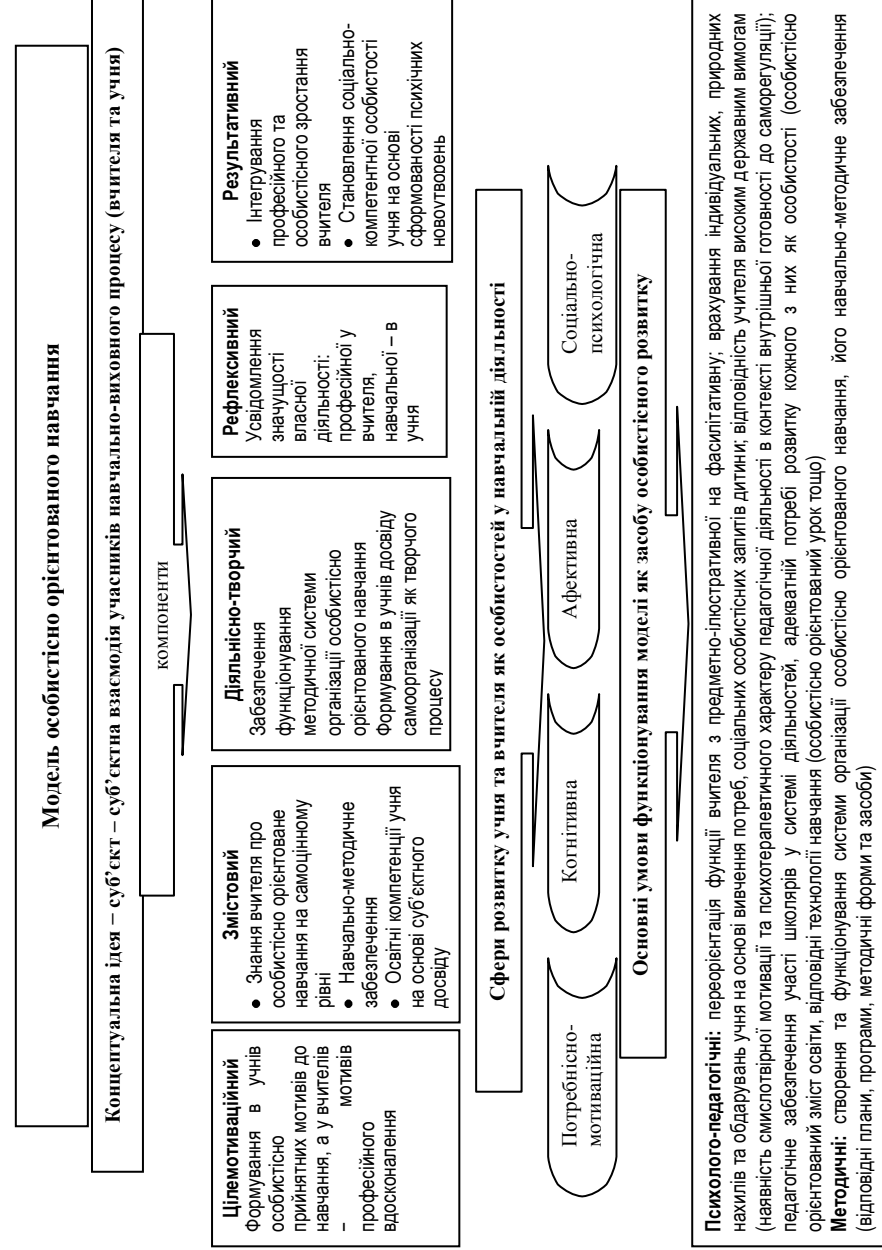 Модель особистісно орієнтованого навчання
Концептуальна ідея – суб’єкт – суб’єктна взаємодія учасників навчально-виховного процесу (вчителя та учня)
компоненти
Цілемотиваційний
Формування в учнів
особистісно
прийнятних мотивів до
навчання, а у вчителів
– мотивів
професійного
вдосконалення
Змістовий
● Знання вчителя про
особистісно орієнтоване
навчання на самоцінному
рівні
● Навчально-методичне
забезпечення
● Освітні компетенції учня
на основі суб’єктного
досвіду
Діяльнісно-творчий
Забезпечення
функціонування
методичної системи
організації особистісно
орієнтованого навчання
Формування в учнів досвіду
самоорганізації як творчого
процесу
Рефлексивний
Усвідомлення
значущості
власної
діяльності:
професійної у
вчителя,
навчальної – в
учня
Результативний
● Інтегрування
професійного та
особистісного зростання
вчителя
● Становлення соціально-
компетентної особистості
учня на основі
сформованості психічних
новоутворень
Сфери розвитку учня та вчителя як особистостей у навчальній діяльності
Потребнісно-
мотиваційна
Когнітивна
Афективна
Соціально-
психологічна
Основні умови функціонування моделі як засобу особистісного розвитку
Психолого-педагогічні: переорієнтація функції вчителя з предметно-ілюстративної на фасилітативну; врахування індивідуальних, природних
нахилів та обдарувань учня на основі вивчення потреб, соціальних особистісних запитів дитини; відповідність учителя високим державним вимогам
(наявність смислотвірної мотивації та психотерапевтичного характеру педагогічної діяльності в контексті внутрішньої готовності до саморегуляції);
педагогічне забезпечення участі школярів у системі діяльностей, адекватній потребі розвитку кожного з них як особистості (особистісно
орієнтований зміст освіти, відповідні технології навчання (особистісно орієнтований урок тощо)
Методичні: створення та функціонування системи організації особистісно орієнтованого навчання, його навчально-методичне забезпечення
(відповідні плани, програми, методичні форми та засоби)